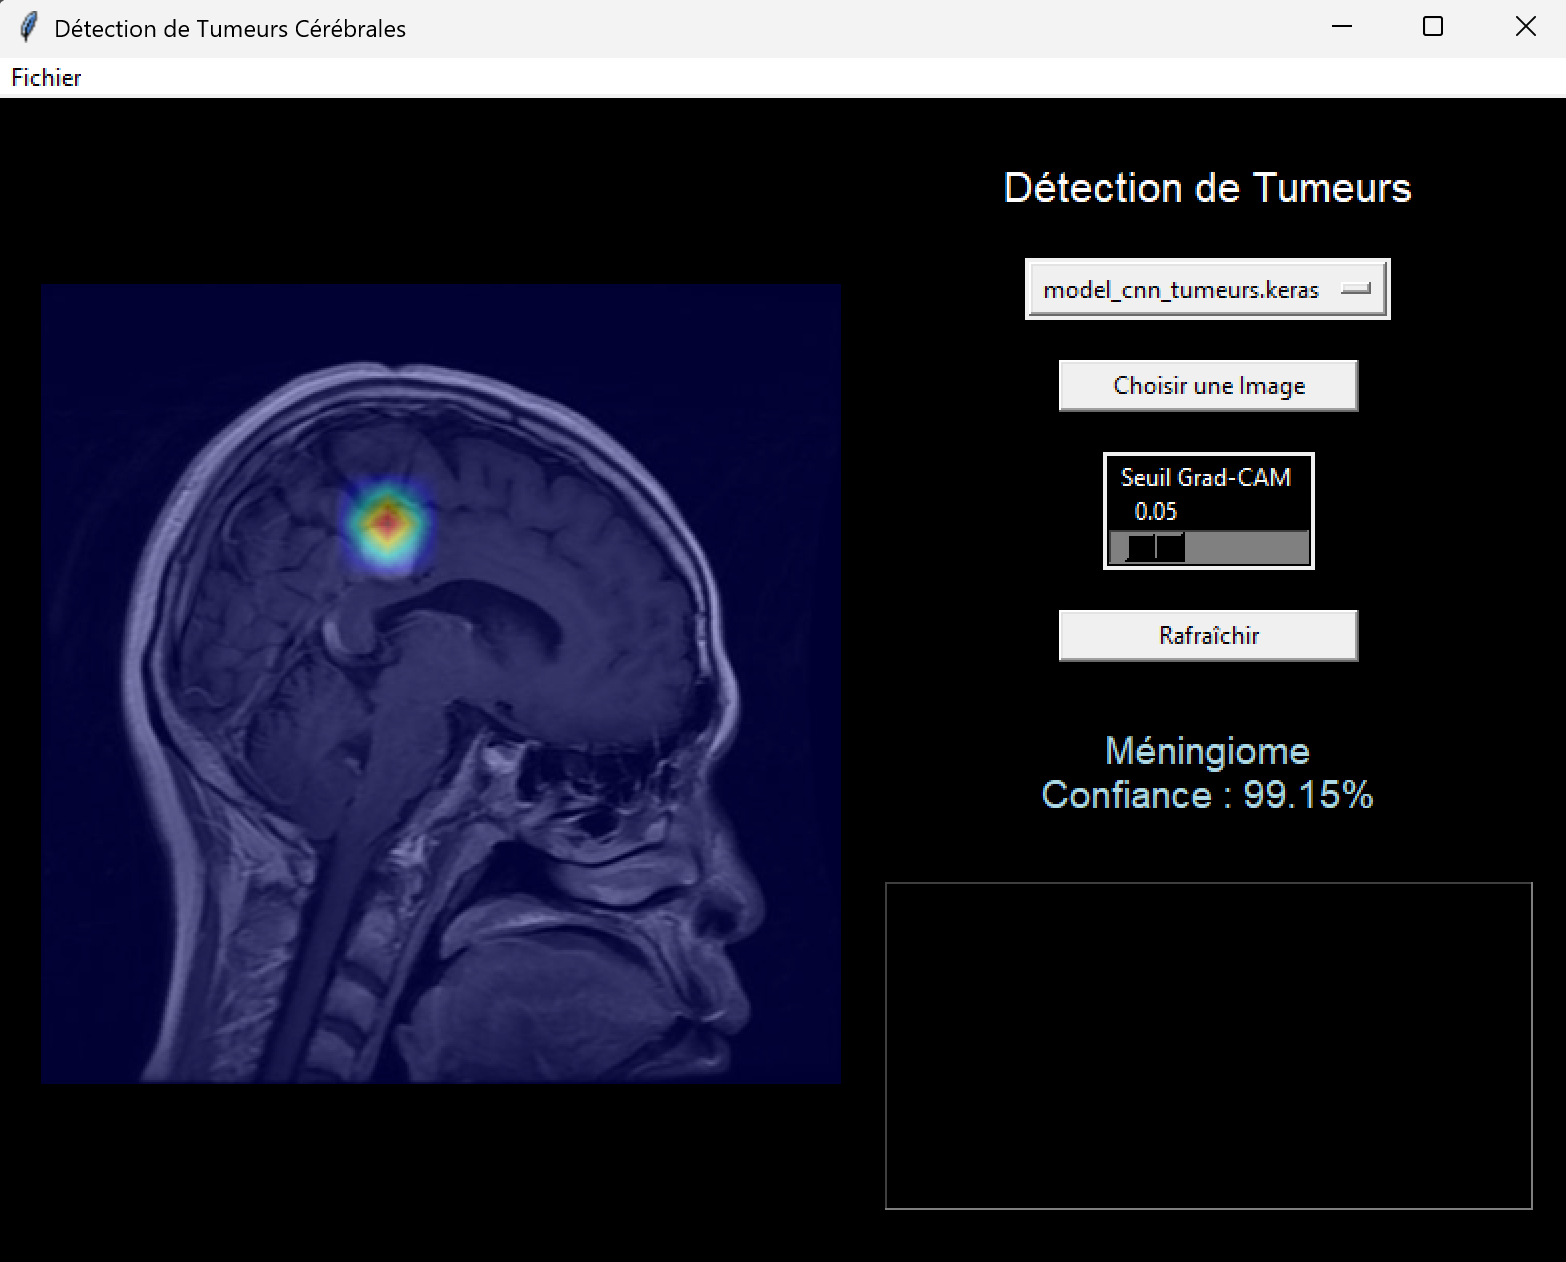 Détection de Tumeurs Cérébrales
Fichier
Détection de Tumeurs
model_cnn_tumeurs.keras
Choisir une Image
Seuil Grad-CAM
0.05
Rafraîchir
Méningiome
Confiance : 99.15%